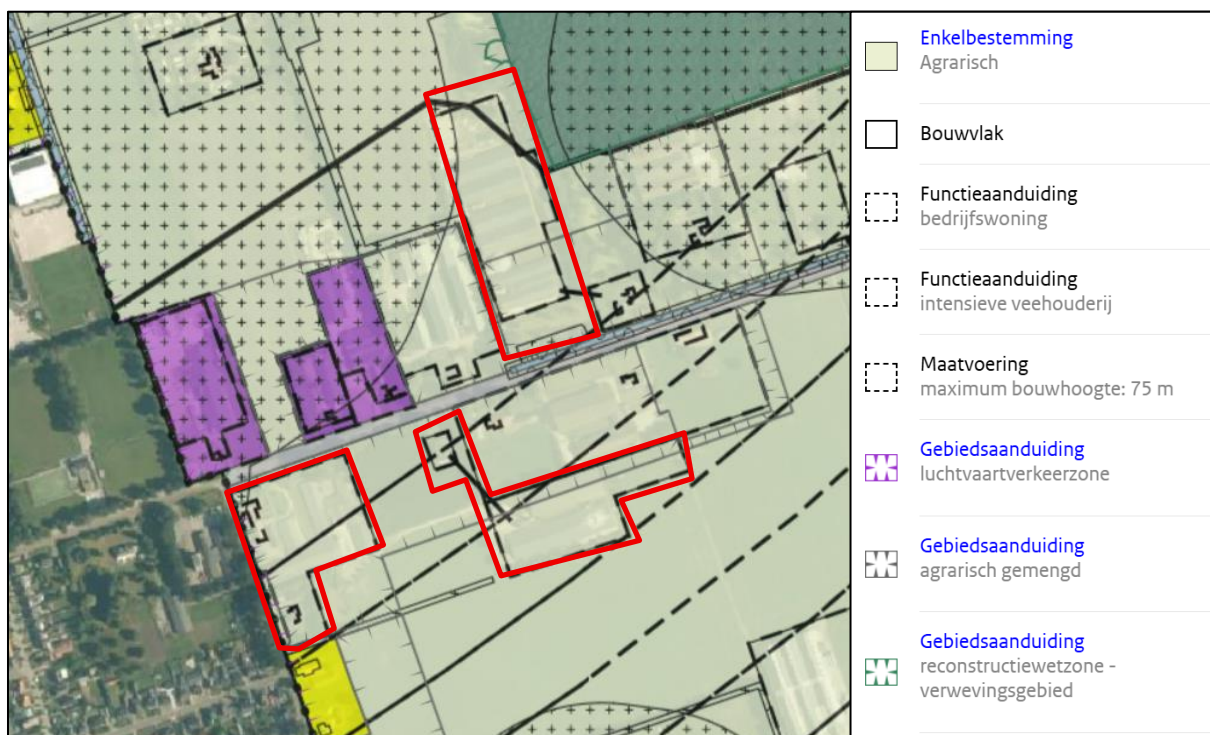 Enkelbestemming
Agrarisch
Bouwvlak
Functieaanduiding
bedrijfswoning
Functieaanduiding
intensieve veehouderij
Maatvoering
maximum bouwhoogte: 75 m
Gebiedsaanduiding
luchtvaartverkeerzone
Gebiedsaanduiding
agrarisch gemengd
Gebiedsaanduiding
reconstructiewetzone -
verwevingsgebied